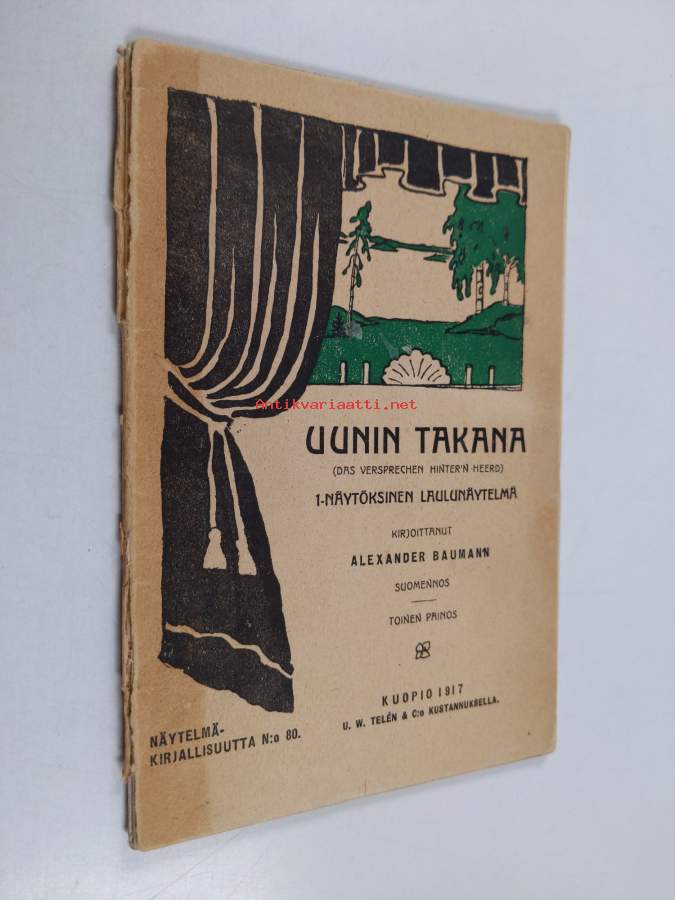 Antikvariaatti.net
UUNIN TAKANA
(DAS VERSPRECHEN HINTER'N HEERD)
1-NÄYTÖKSINEN LAULUNÄYTELMÄ
KIRJOITTANUT
ALEXANDER BAUMANN
SUOMENNOS
TOINEN PAINOS
KUOPIO 1917
U. W. TELÉN & C:o KUSTANNUKSELLA.
NÄYTELMÄ-
KIRJALLISUUTTA N:o 80.